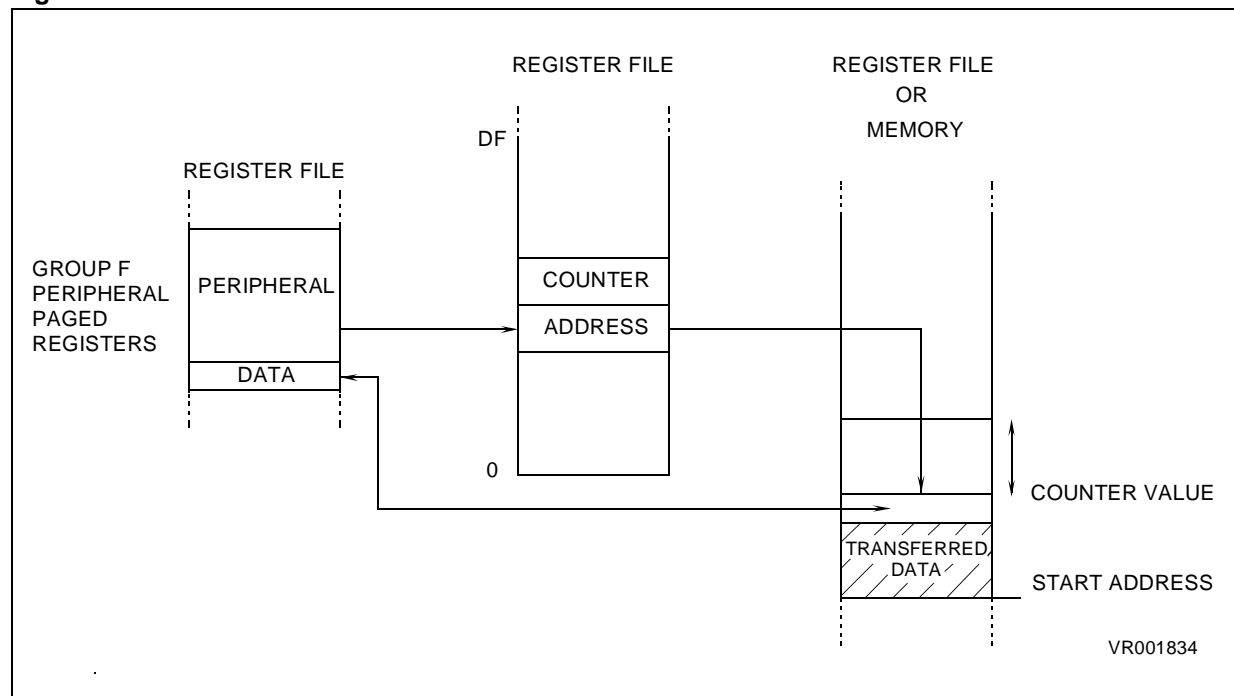 REGISTER FILE
REGISTER FILE
OR
MEMORY
DF
REGISTER FILE
GROUP F
PERIPHERAL
PAGED
REGISTERS
PERIPHERAL
DATA
COUNTER
ADDRESS
0
COUNTER VALUE
TRANSFERRED
DATA
START ADDRESS
VR001834